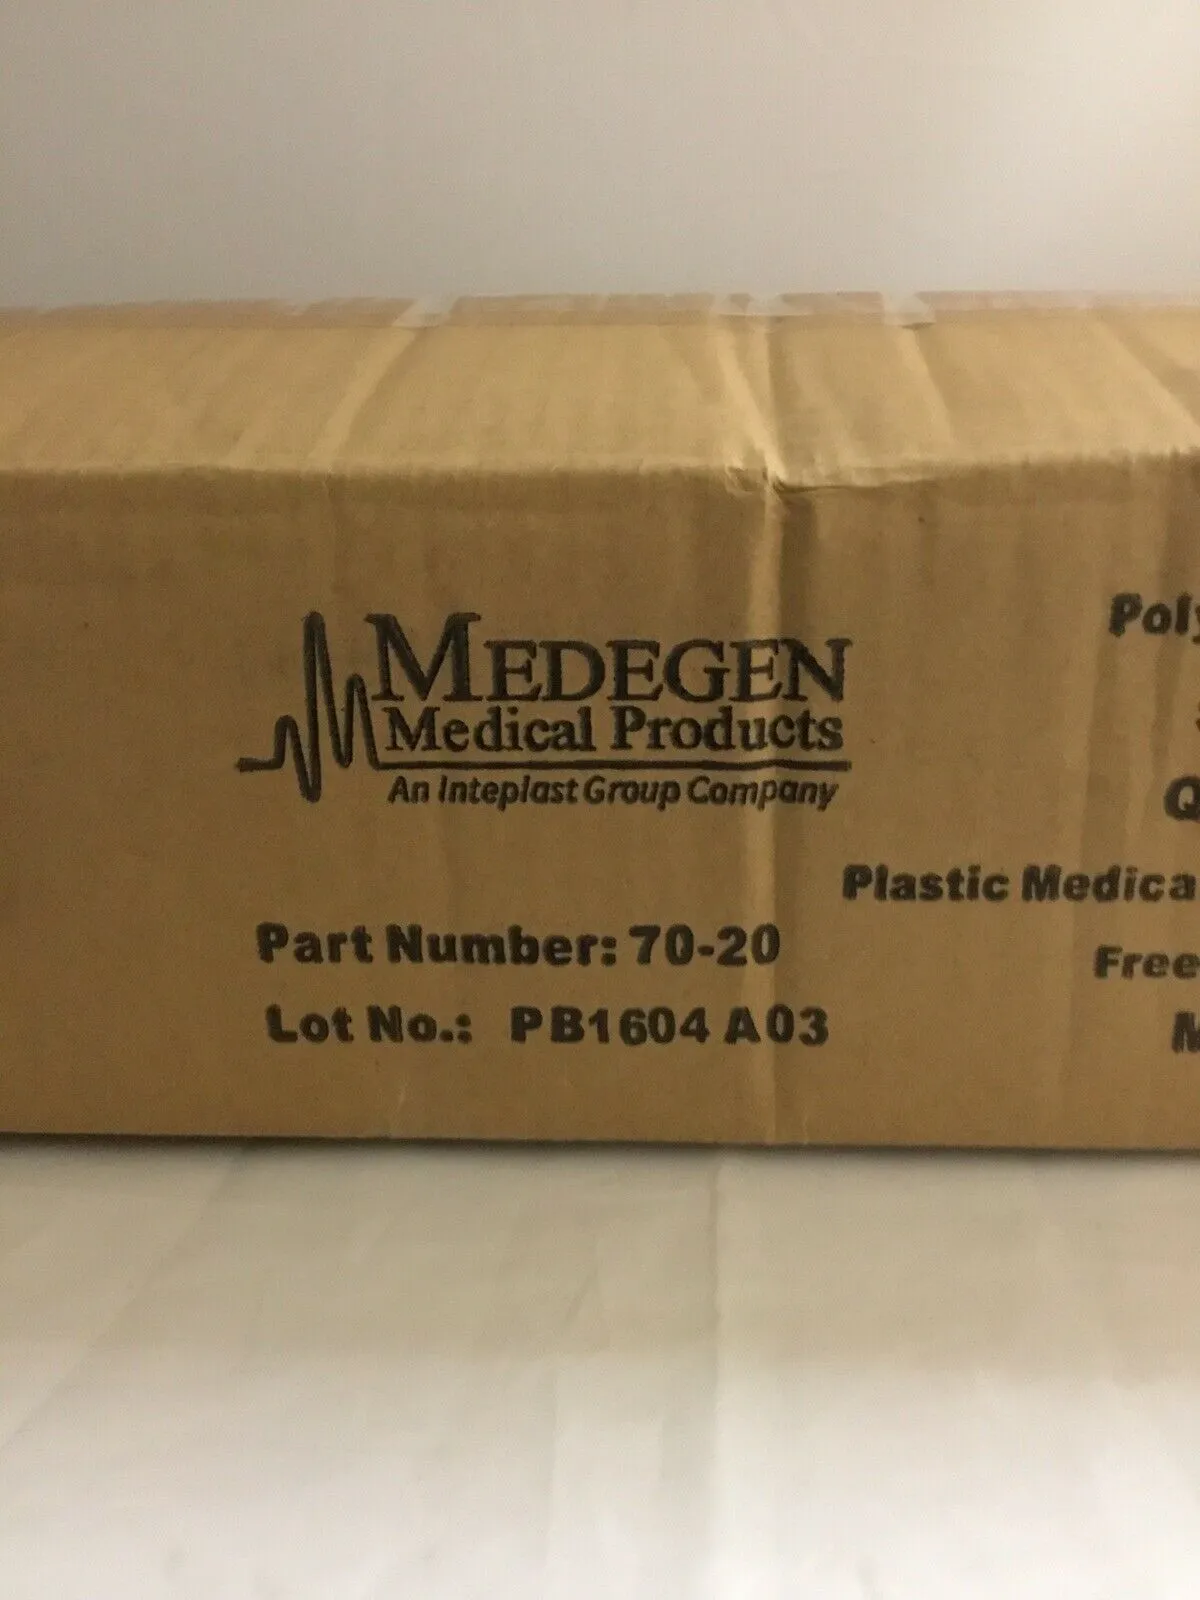 MEDEGEN
Medical Products
An Inteplast Group Company
Part Number: 70-20
Lot No.: PB1604 A03
Plastic Medica
Free